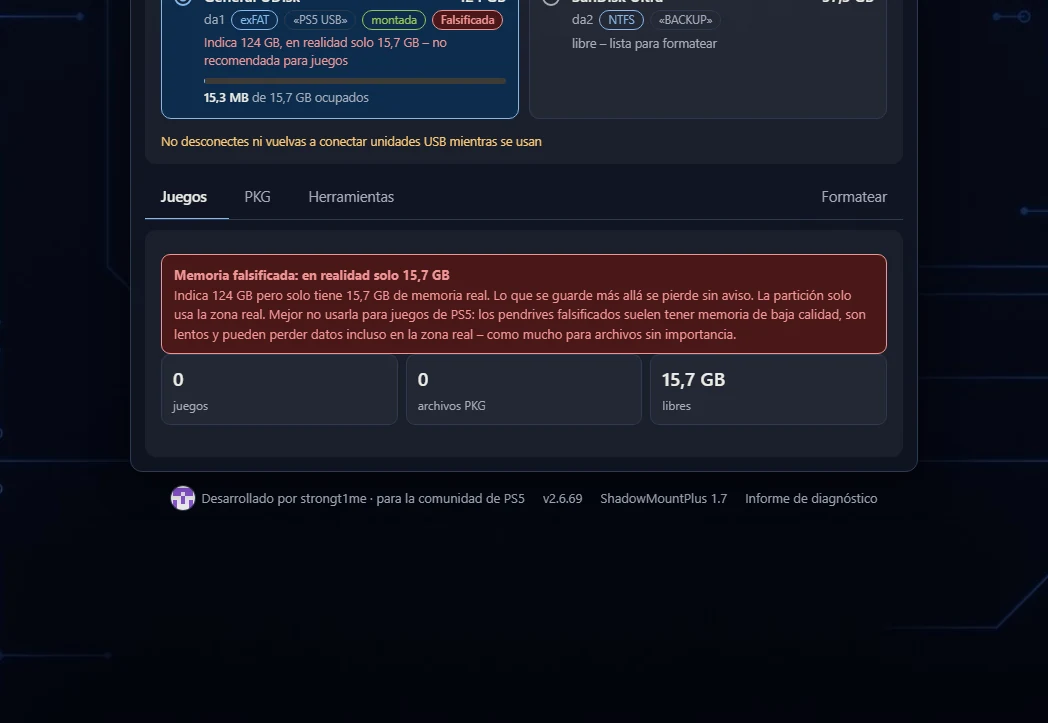 General UDisk 124 GB
da1 exFAT «PS5 USB» montada Falsificada
Indica 124 GB, en realidad solo 15,7 GB – no
recomendada para juegos
15,3 MB de 15,7 GB ocupados
SanDisk Ultra
da2 NTFS «BACKUP»
libre – lista para formatear
No desconectes ni vuelvas a conectar unidades USB mientras se usan
Juegos PKG Herramientas Formatear
Memoria falsificada: en realidad solo 15,7 GB
Indica 124 GB pero solo tiene 15,7 GB de memoria real. Lo que se guarde más allá se pierde sin aviso. La partición solo
usa la zona real. Mejor no usarla para juegos de PS5: los pendrives falsificados suelen tener memoria de baja calidad, son
lentos y pueden perder datos incluso en la zona real – como mucho para archivos sin importancia.
0
juegos
0
archivos PKG
15,7 GB
libres
Desarrollado por strongt1me · para la comunidad de PS5 v2.6.69 ShadowMountPlus 1.7 Informe de diagnóstico